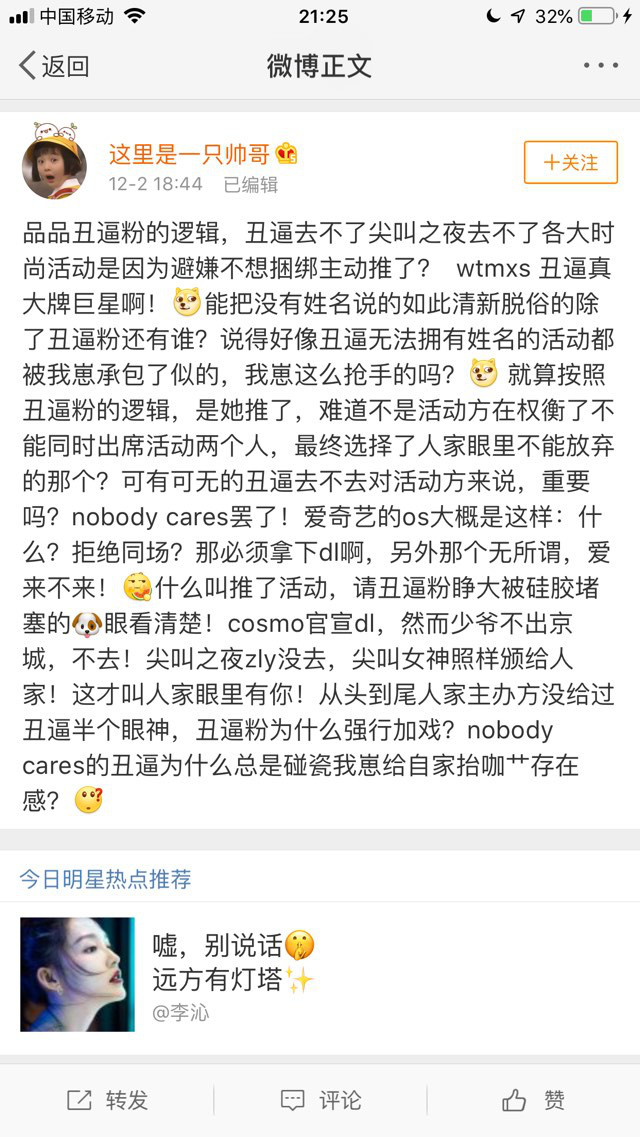 中国移动
21:25
32%
返回
微博正文
这里是一只帅哥
12-2 18:44 已编辑
+关注
品品丑逼粉的逻辑，丑逼去不了尖叫之夜去不了各大时
尚活动是因为避嫌不想捆绑主动推了？ wtmxs 丑逼真
大牌巨星啊！能把没有姓名说的如此清新脱俗的除
了丑逼粉还有谁？说得好像丑逼无法拥有姓名的活动都
被我崽承包了似的，我崽这么抢手的吗？就算按照
丑逼粉的逻辑，是她推了，难道不是活动方在权衡了不
能同时出席活动两个人，最终选择了人家眼里不能放弃
的那个？可有可无的丑逼去不去对活动方来说，重要
吗？nobody cares罢了！爱奇艺的os大概是这样：什
么？拒绝同场？那必须拿下dl啊，另外那个无所谓，爱
来不来！什么叫推了活动，请丑逼粉睁大被硅胶堵
塞的眼看清楚！cosmo官宣dl，然而少爷不出京
城，不去！尖叫之夜zly没去，尖叫女神照样颁给人
家！这才叫人家眼里有你！从头到尾人家主办方没给过
丑逼半个眼神，丑逼粉为什么强行加戏？nobody
cares的丑逼为什么总是碰瓷我崽给自家抬咖艹存在
感？
今日明星热点推荐
嘘，别说话
远方有灯塔
@李沁
转发
评论
赞